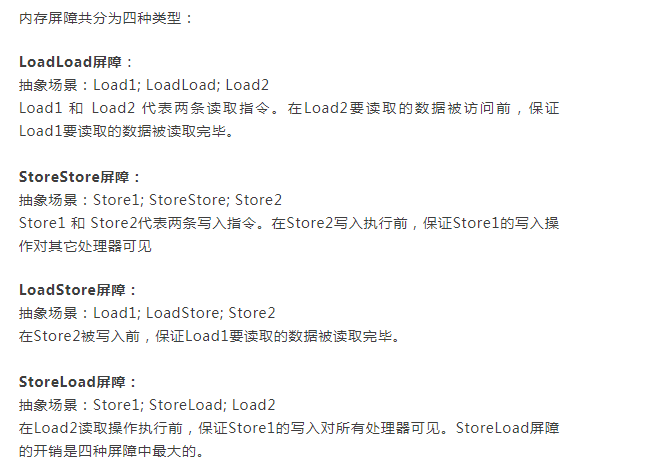 内存屏障共分为四种类型：
LoadLoad屏障：
抽象场景：Load1; LoadLoad; Load2
Load1 和 Load2 代表两条读取指令。在Load2要读取的数据被访问前，保证
Load1要读取的数据被读取完毕。
StoreStore屏障：
抽象场景：Store1; StoreStore; Store2
Store1 和 Store2代表两条写入指令。在Store2写入执行前，保证Store1的写入操
作对其它处理器可见
LoadStore屏障：
抽象场景：Load1; LoadStore; Store2
在Store2被写入前，保证Load1要读取的数据被读取完毕。
StoreLoad屏障：
抽象场景：Store1; StoreLoad; Load2
在Load2读取操作执行前，保证Store1的写入对所有处理器可见。StoreLoad屏障
的开销是四种屏障中最大的。